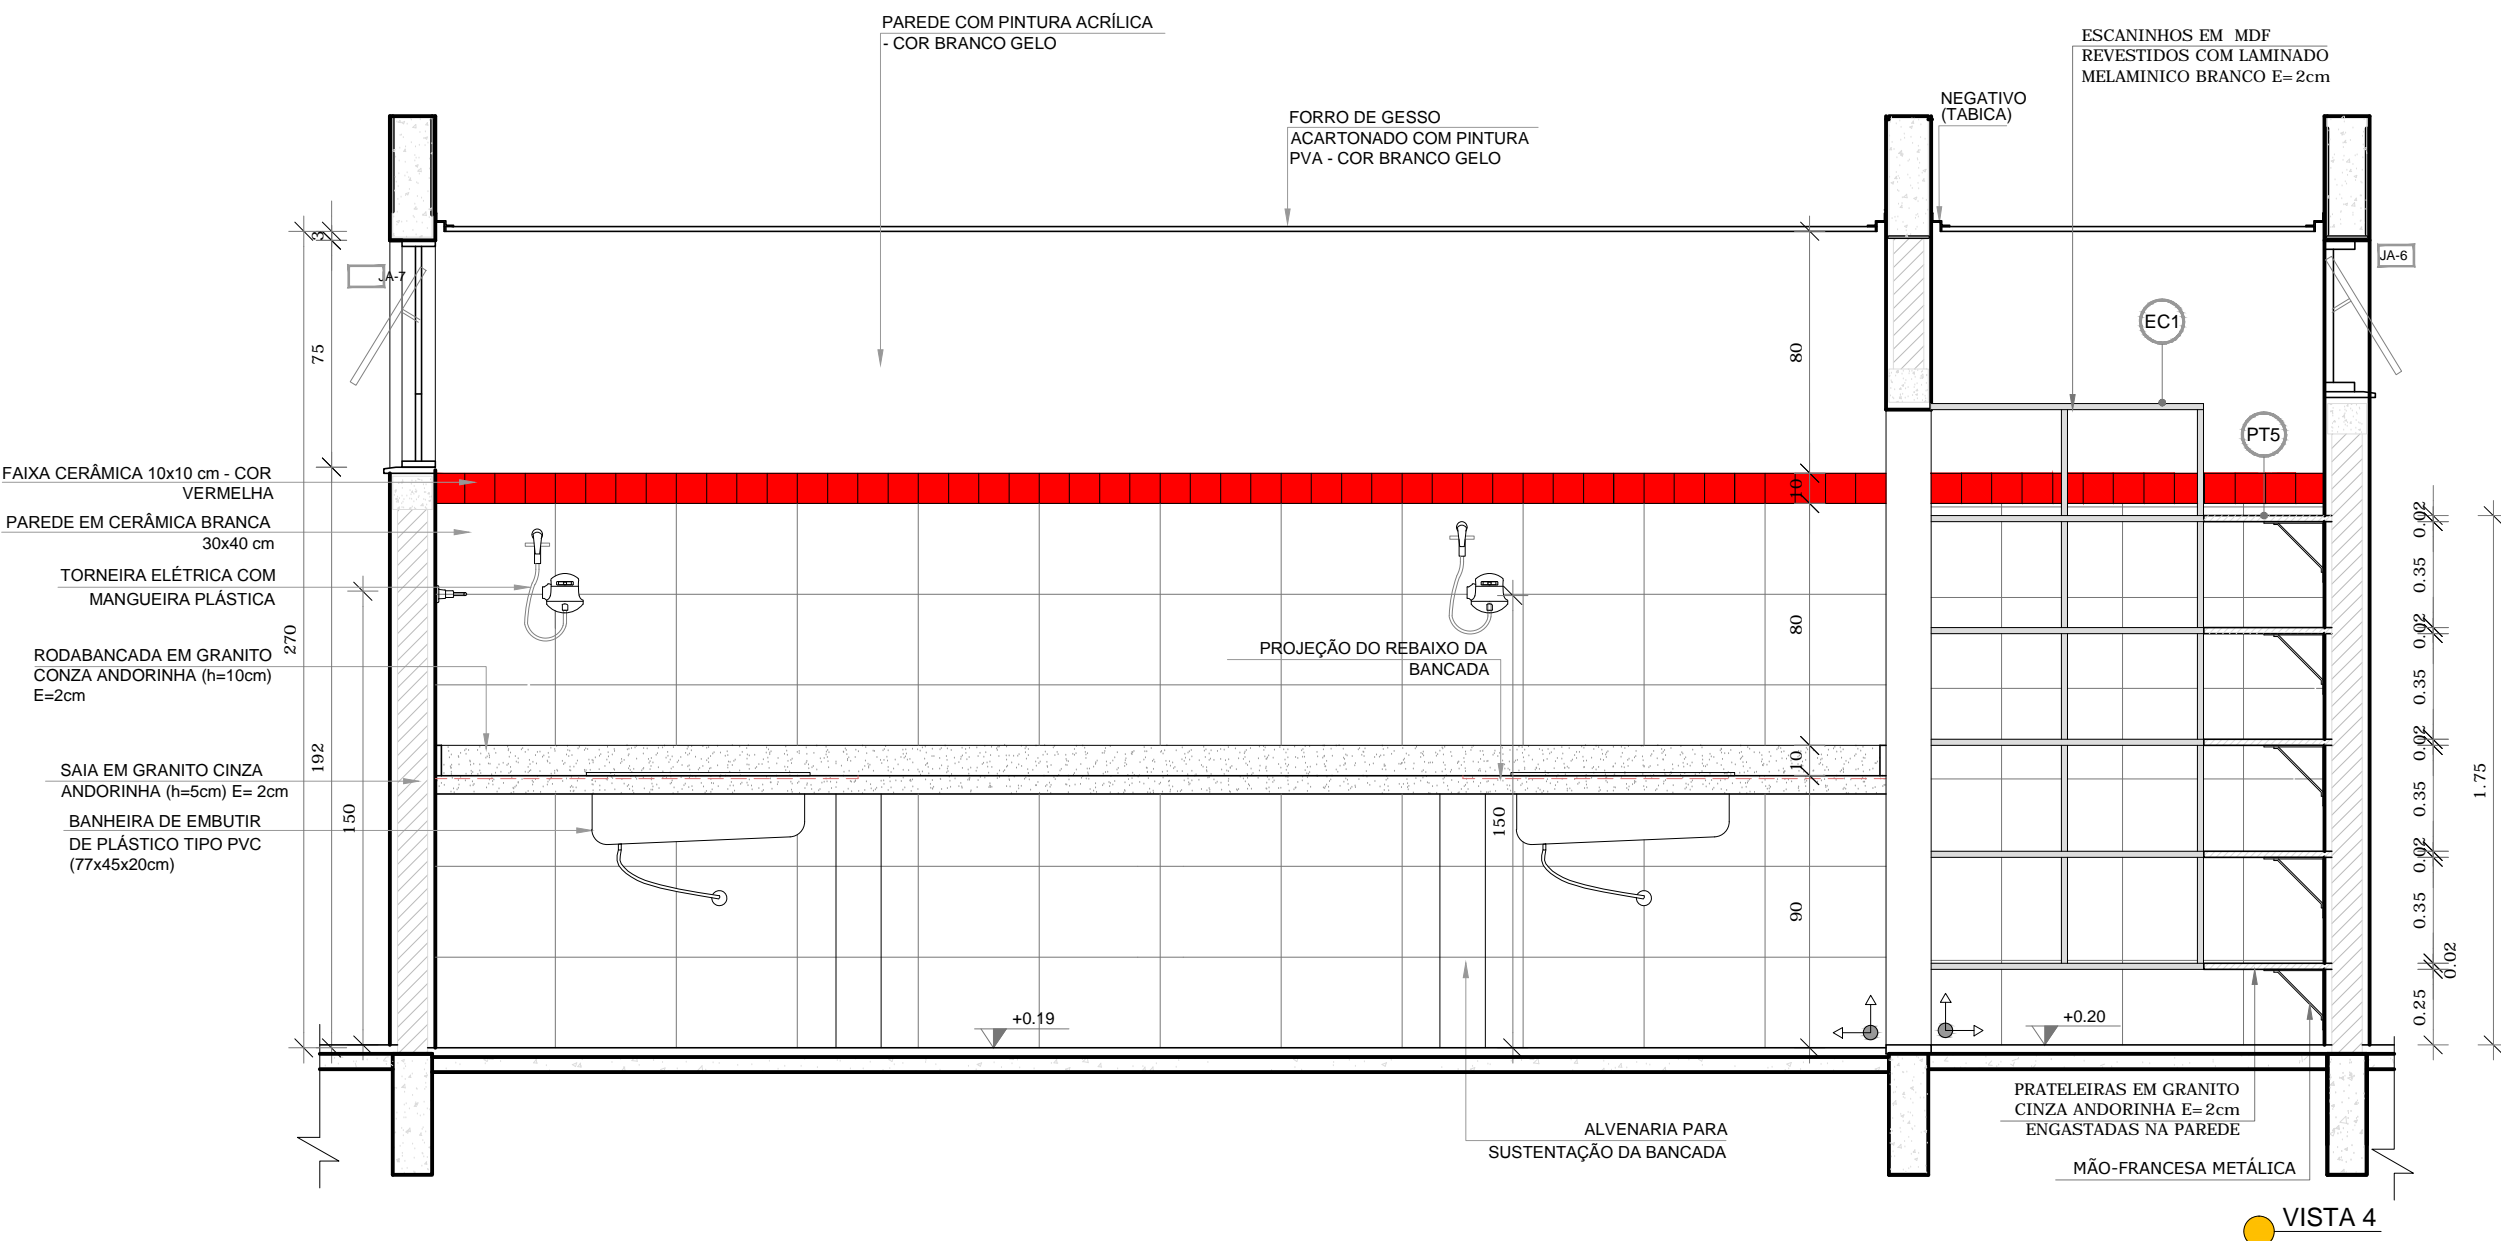 PAREDE COM PINTURA ACRÍLICA
- COR BRANCO GELO
ESCANINHOS EM MDF
REVESTIDOS COM LAMINADO
MELAMINICO BRANCO E=2cm
NEGATIVO
(TABICA)
FORRO DE GESSO
ACARTONADO COM PINTURA
PVA - COR BRANCO GELO
3
JA-7
JA-6
EC1
75
80
PT5
FAIXA CERÂMICA 10x10 cm - COR
VERMELHA
10
PAREDE EM CERÂMICA BRANCA
30x40 cm
0.02
TORNEIRA ELÉTRICA COM
MANGUEIRA PLÁSTICA
0.35
270
80
0.02
PROJEÇÃO DO REBAIXO DA
BANCADA
RODABANCADA EM GRANITO
CONZA ANDORINHA (h=10cm)
E=2cm
0.35
192
10
0.02
SAIA EM GRANITO CINZA
ANDORINHA (h=5cm) E= 2cm
1.75
150
150
0.35
BANHEIRA DE EMBUTIR
DE PLÁSTICO TIPO PVC
(77x45x20cm)
0.02
90
0.35
0.02
0.25
+0.19
+0.20
PRATELEIRAS EM GRANITO
CINZA ANDORINHA E=2cm
ENGASTADAS NA PAREDE
ALVENARIA PARA
SUSTENTAÇÃO DA BANCADA
MÃO-FRANCESA METÁLICA
VISTA 4